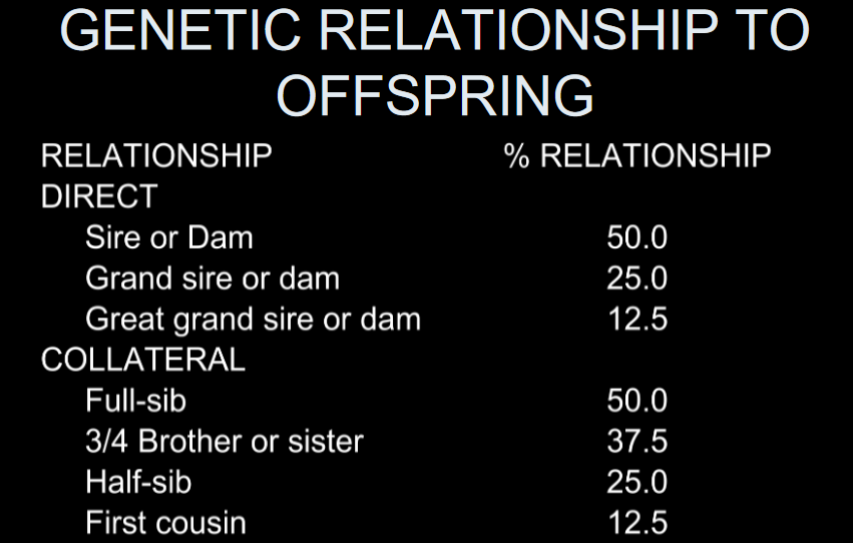 GENETIC RELATIONSHIP TO
OFFSPRING
RELATIONSHIP % RELATIONSHIP
DIRECT
Sire or Dam 50.0
Grand sire or dam 25.0
Great grand sire or dam 12.5
COLLATERAL
Full-sib 50.0
3/4 Brother or sister 37.5
Half-sib 25.0
First cousin 12.5